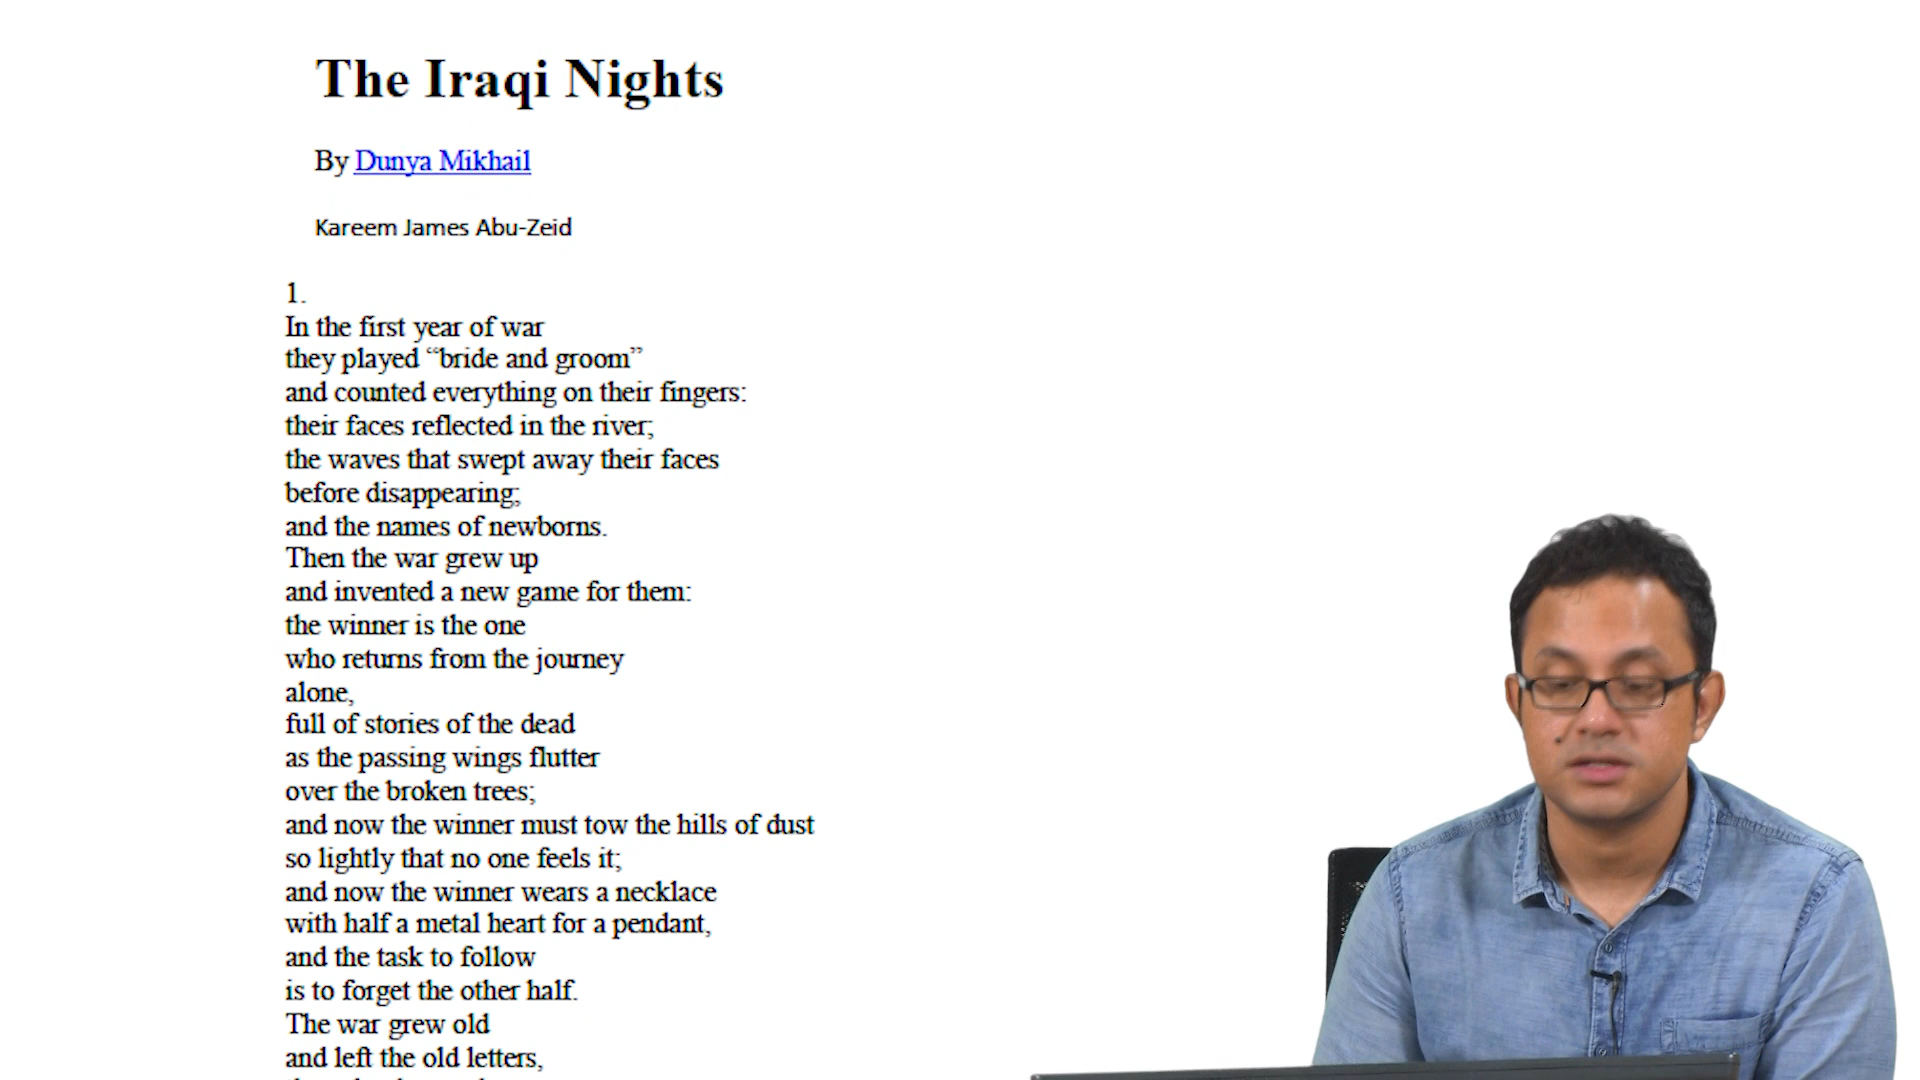 The Iraqi Nights
By Dunya Mikhail
Kareem James Abu-Zeid
1.
In the first year of war
they played “bride and groom”
and counted everything on their fingers:
their faces reflected in the river;
the waves that swept away their faces
before disappearing;
and the names of newborns.
Then the war grew up
and invented a new game for them:
the winner is the one
who returns from the journey
alone,
full of stories of the dead
as the passing wings flutter
over the broken trees;
and now the winner must tow the hills of dust
so lightly that no one feels it;
and now the winner wears a necklace
with half a metal heart for a pendant,
and the task to follow
is to forget the other half.
The war grew old
and left the old letters,